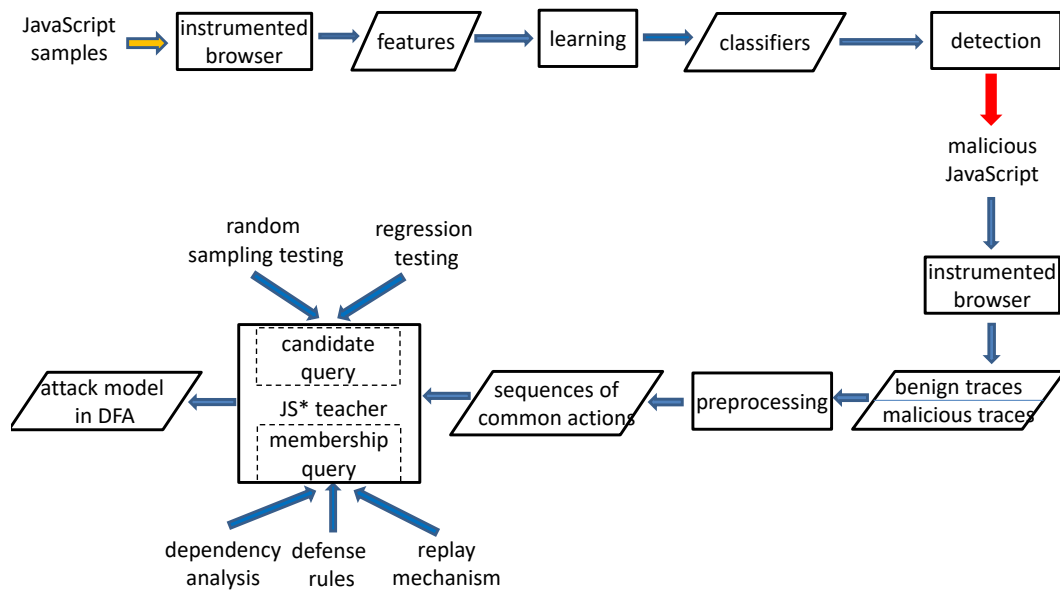 JavaScript
samples
instrumented
browser
features
learning
classifiers
detection
malicious
JavaScript
instrumented
browser
benign traces
malicious traces
preprocessing
sequences of
common actions
random
sampling testing
regression
testing
candidate
query
JS* teacher
membership
query
dependency
analysis
defense
rules
replay
mechanism
attack model
in DFA